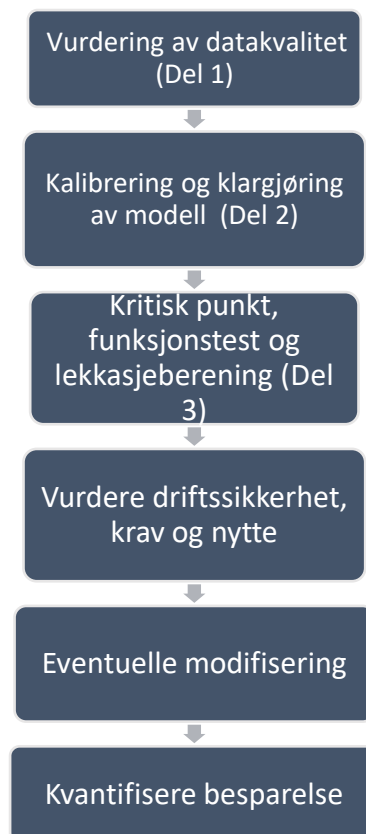 Vurdering av datakvalitet
(Del 1)
Kalibrering og klargjøring
av modell (Del 2)
Kritisk punkt,
funksjonstest og
lekkasjeberening (Del
3)
Vurdere driftssikkerhet,
krav og nytte
Eventuelle modifisering
Kvantifisere besparelse